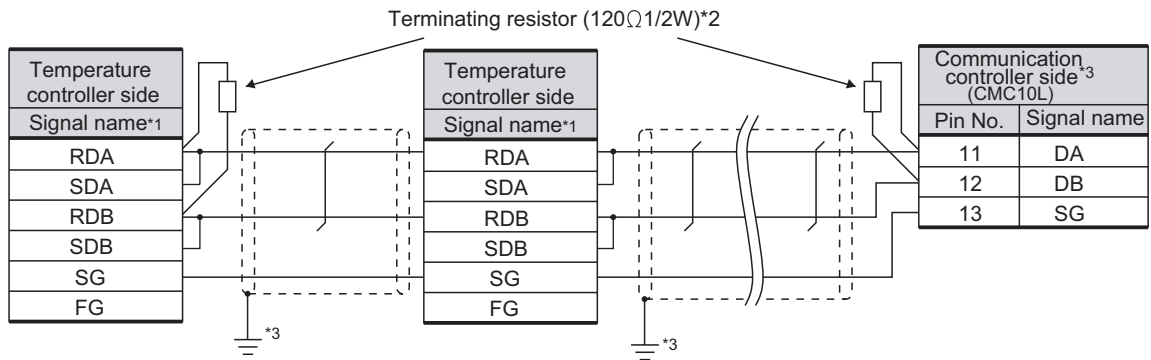 Terminating resistor (120Ω1/2W)*2
Temperature
controller side
Signal name*1
RDA
SDA
RDB
SDB
SG
FG
*3
Temperature
controller side
Signal name*1
RDA
SDA
RDB
SDB
SG
FG
*3
Communication
controller side*3
(CMC10L)
Pin No. Signal name
11 DA
12 DB
13 SG